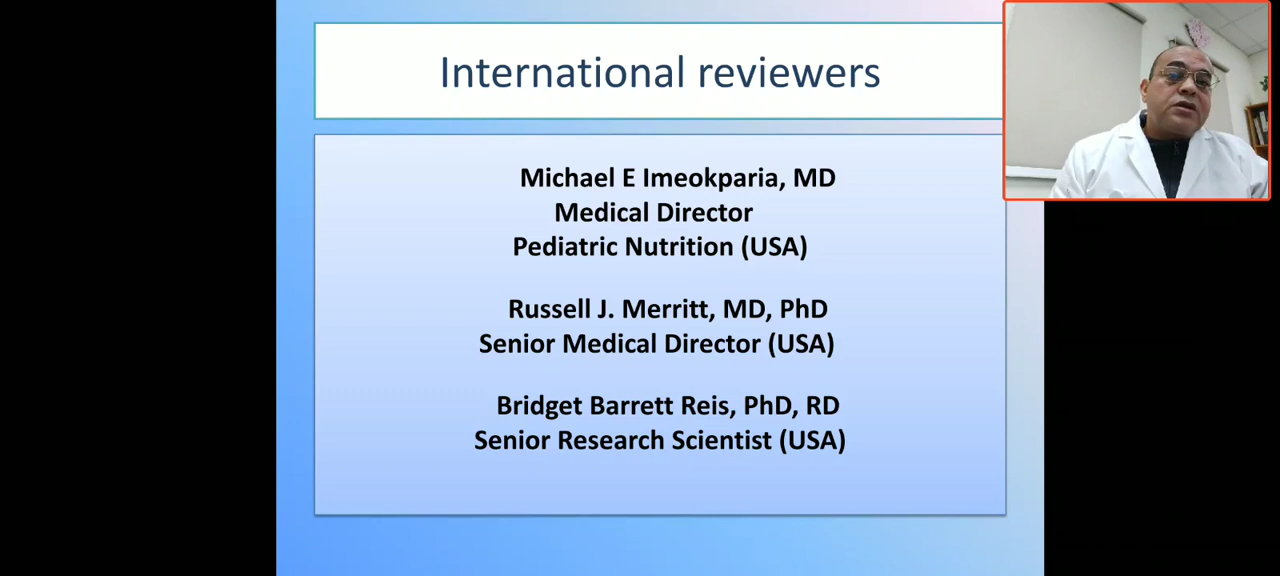 International reviewers
Michael E Imeokparia, MD
Medical Director
Pediatric Nutrition (USA)
Russell J. Merritt, MD, PhD
Senior Medical Director (USA)
Bridget Barrett Reis, PhD, RD
Senior Research Scientist (USA)